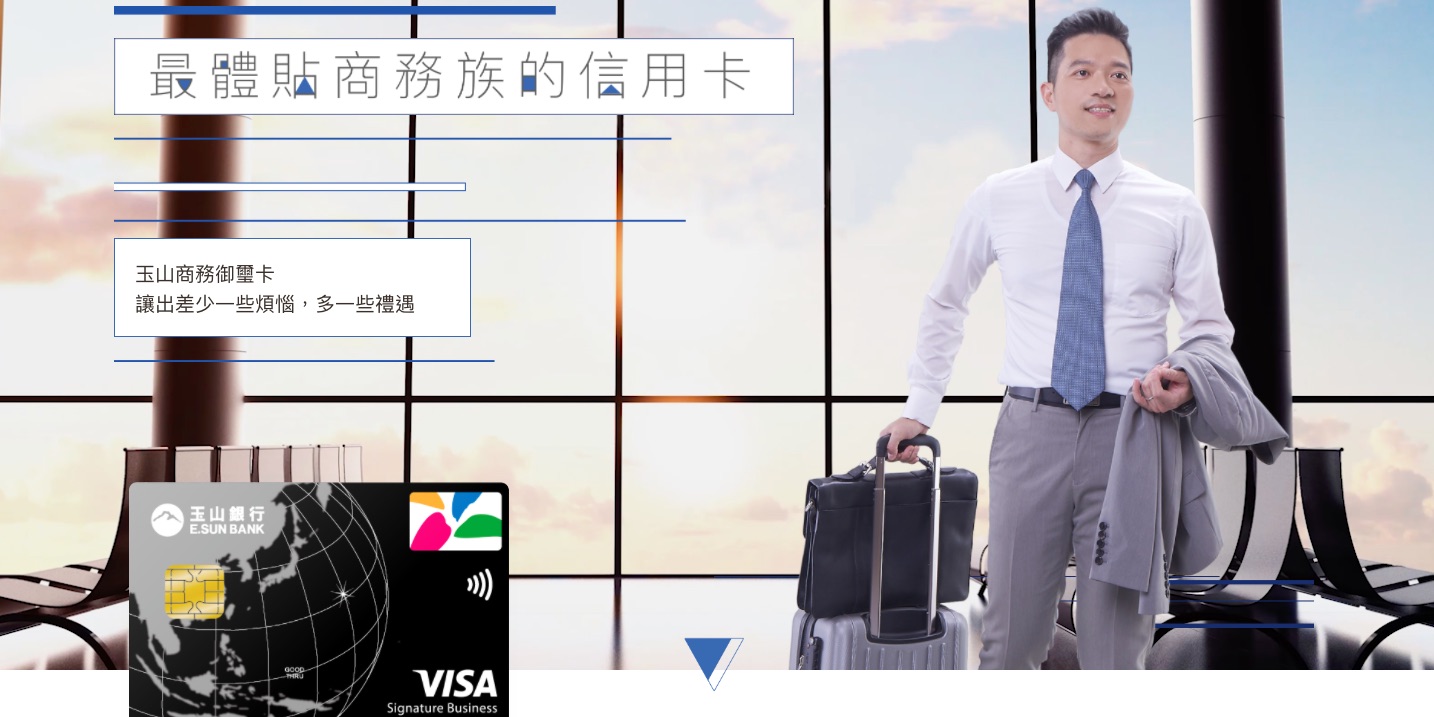 最體貼商務族的信用卡
玉山商務御璽卡
讓出差少一些煩惱，多一些禮遇
玉山銀行
E.SUN BANK
GOOD
THRU
VISA
Signature Business